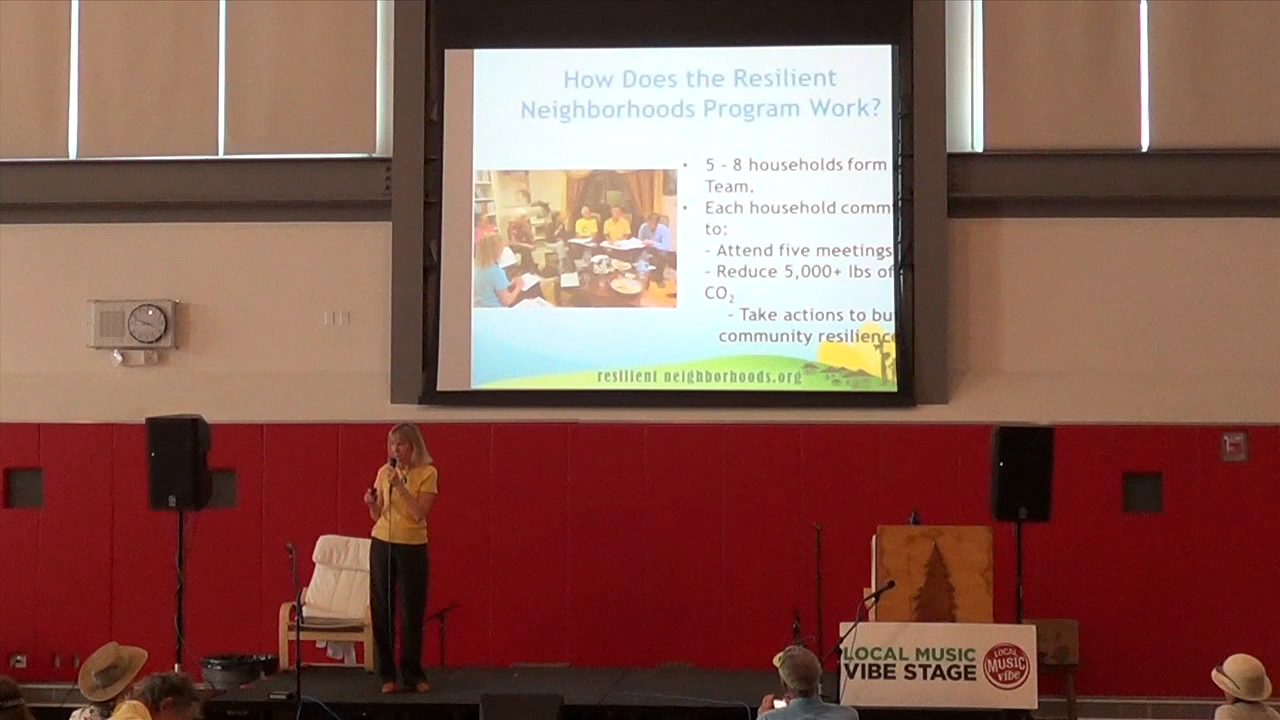 How Does the Resilient
Neighborhoods Program Work?
• 5 - 8 households form
Team.
• Each household comm
to:
- Attend five meetings
- Reduce 5,000+ lbs of
CO₂
- Take actions to bu
community resilience
resilient neighborhoods.org
LOCAL MUSIC
VIBE STAGE
LOCAL
MUSIC
VIBE